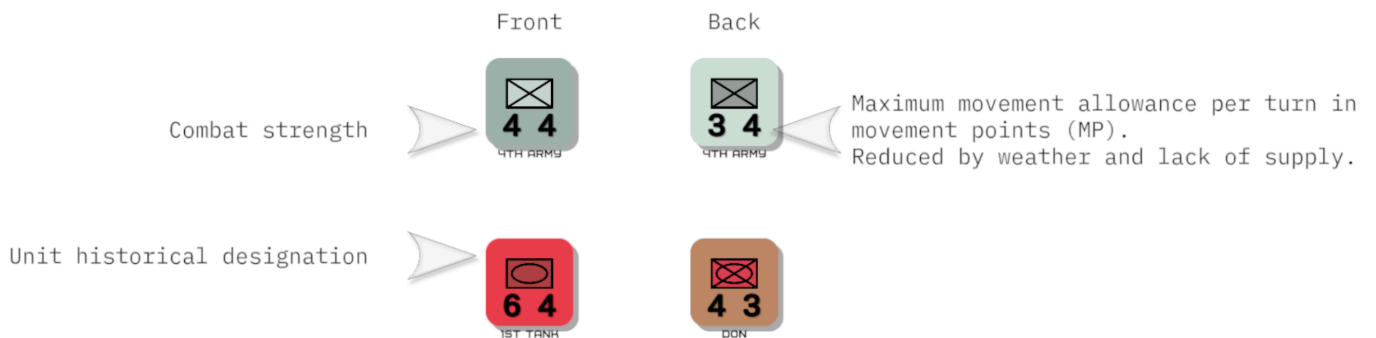 Front Back
Combat strength
4 4
4TH ARMY
3 4
4TH ARMY
Maximum movement allowance per turn in
movement points (MP).
Reduced by weather and lack of supply.
Unit historical designation
6 4
1ST TANK
4 3
DON